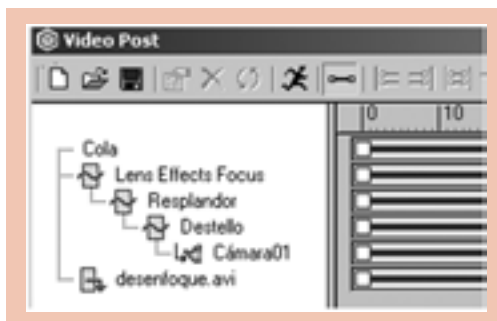 Video Post
0 10
Cola
Lens Effects Focus
Resplandor
Destello
Cámara01
desenfoque.avi